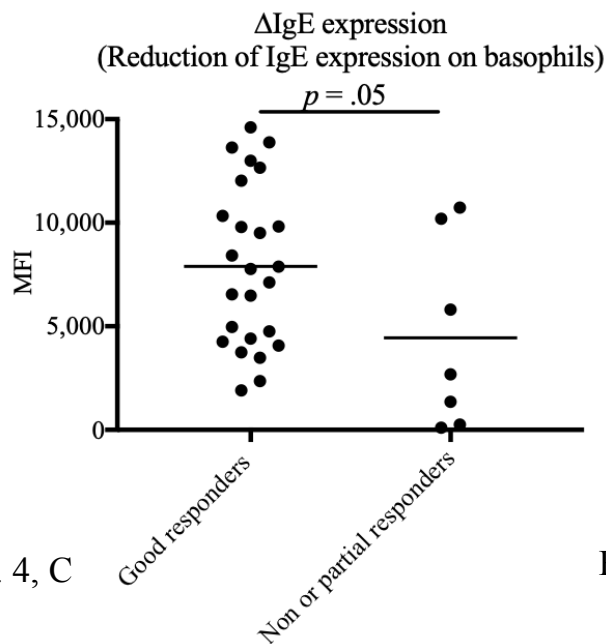 ΔIgE expression
(Reduction of IgE expression on basophils)
p = .05
15,000
10,000
5,000
0
MFI
Good responders
Non or partial responders
4, C